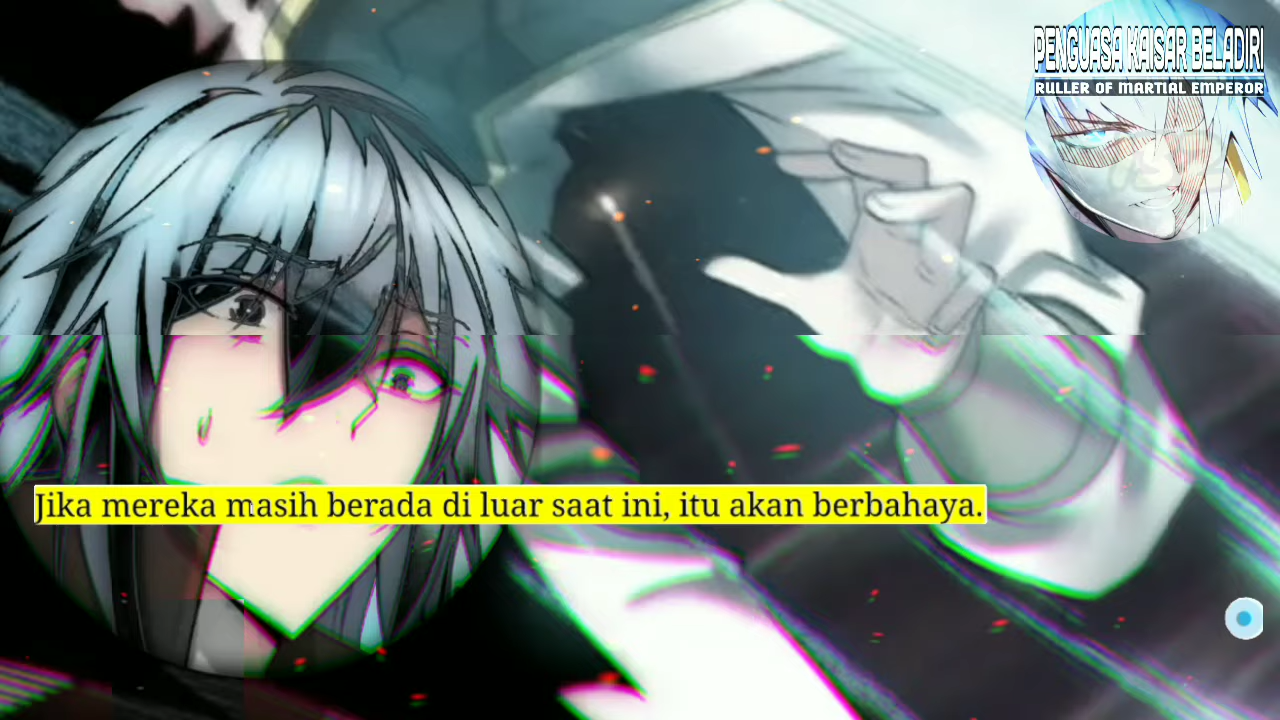 PENGUASA KAISAR BELADIRI
RULLER OF MARTIAL EMPEROR
Jika mereka masih berada di luar saat ini, itu akan berbahaya.